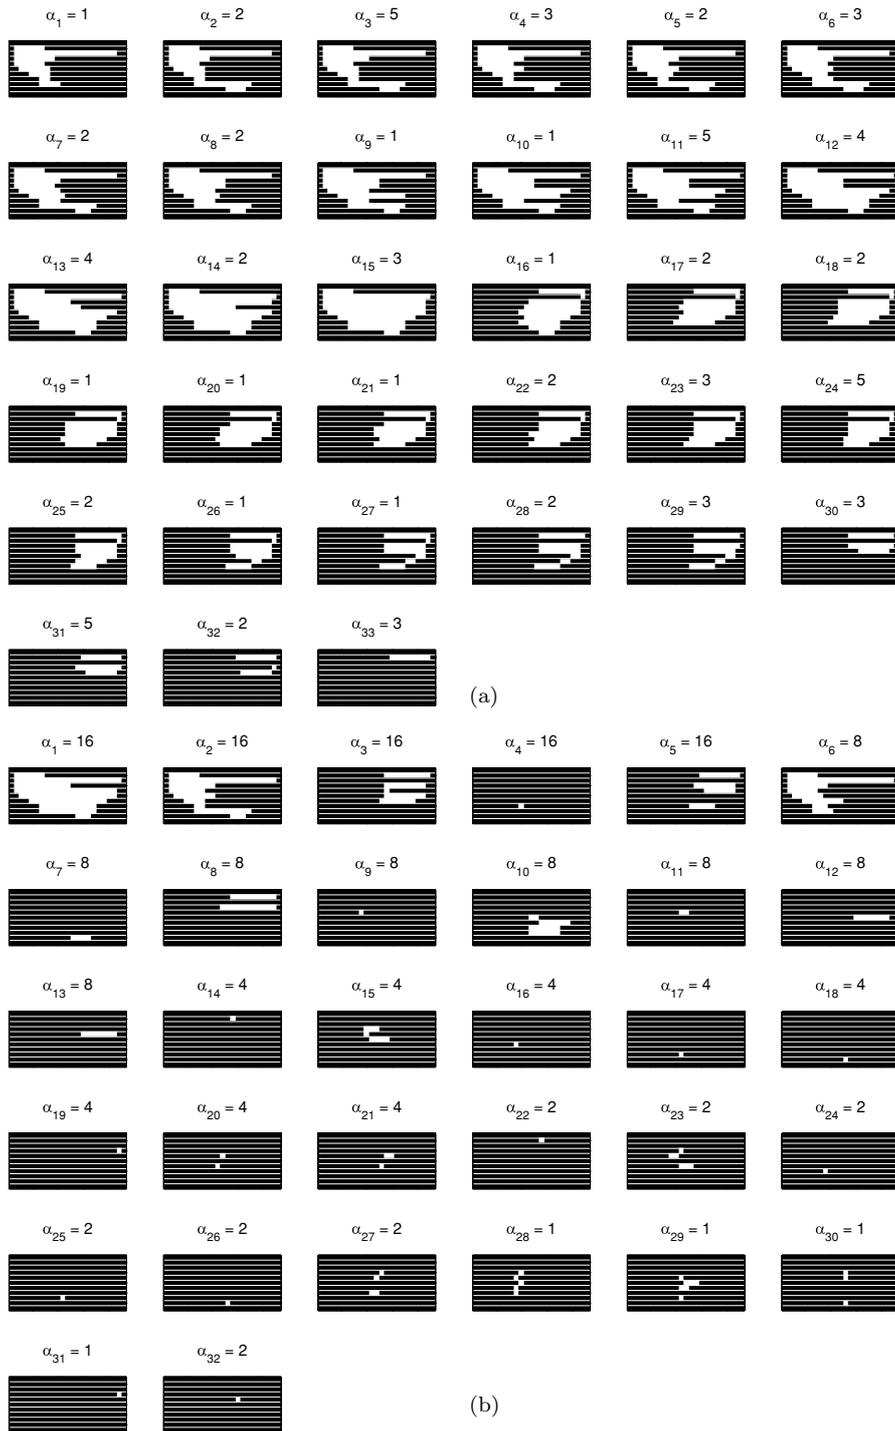 α1 = 1 α2 = 2 α3 = 5 α4 = 3 α5 = 2 α6 = 3
α7 = 2 α8 = 2 α9 = 1 α10 = 1 α11 = 5 α12 = 4
α13 = 4 α14 = 2 α15 = 3 α16 = 1 α17 = 2 α18 = 2
α19 = 1 α20 = 1 α21 = 1 α22 = 2 α23 = 3 α24 = 5
α25 = 2 α26 = 1 α27 = 1 α28 = 2 α29 = 3 α30 = 3
α31 = 5 α32 = 2 α33 = 3
(a)
α1 = 16 α2 = 16 α3 = 16 α4 = 16 α5 = 16 α6 = 8
α7 = 8 α8 = 8 α9 = 8 α10 = 8 α11 = 8 α12 = 8
α13 = 8 α14 = 4 α15 = 4 α16 = 4 α17 = 4 α18 = 4
α19 = 4 α20 = 4 α21 = 4 α22 = 2 α23 = 2 α24 = 2
α25 = 2 α26 = 2 α27 = 2 α28 = 1 α29 = 1 α30 = 1
α31 = 1 α32 = 2
(b)